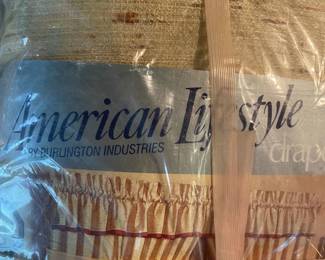 American Lifestyle
BY BURLINGTON INDUSTRIES
drap